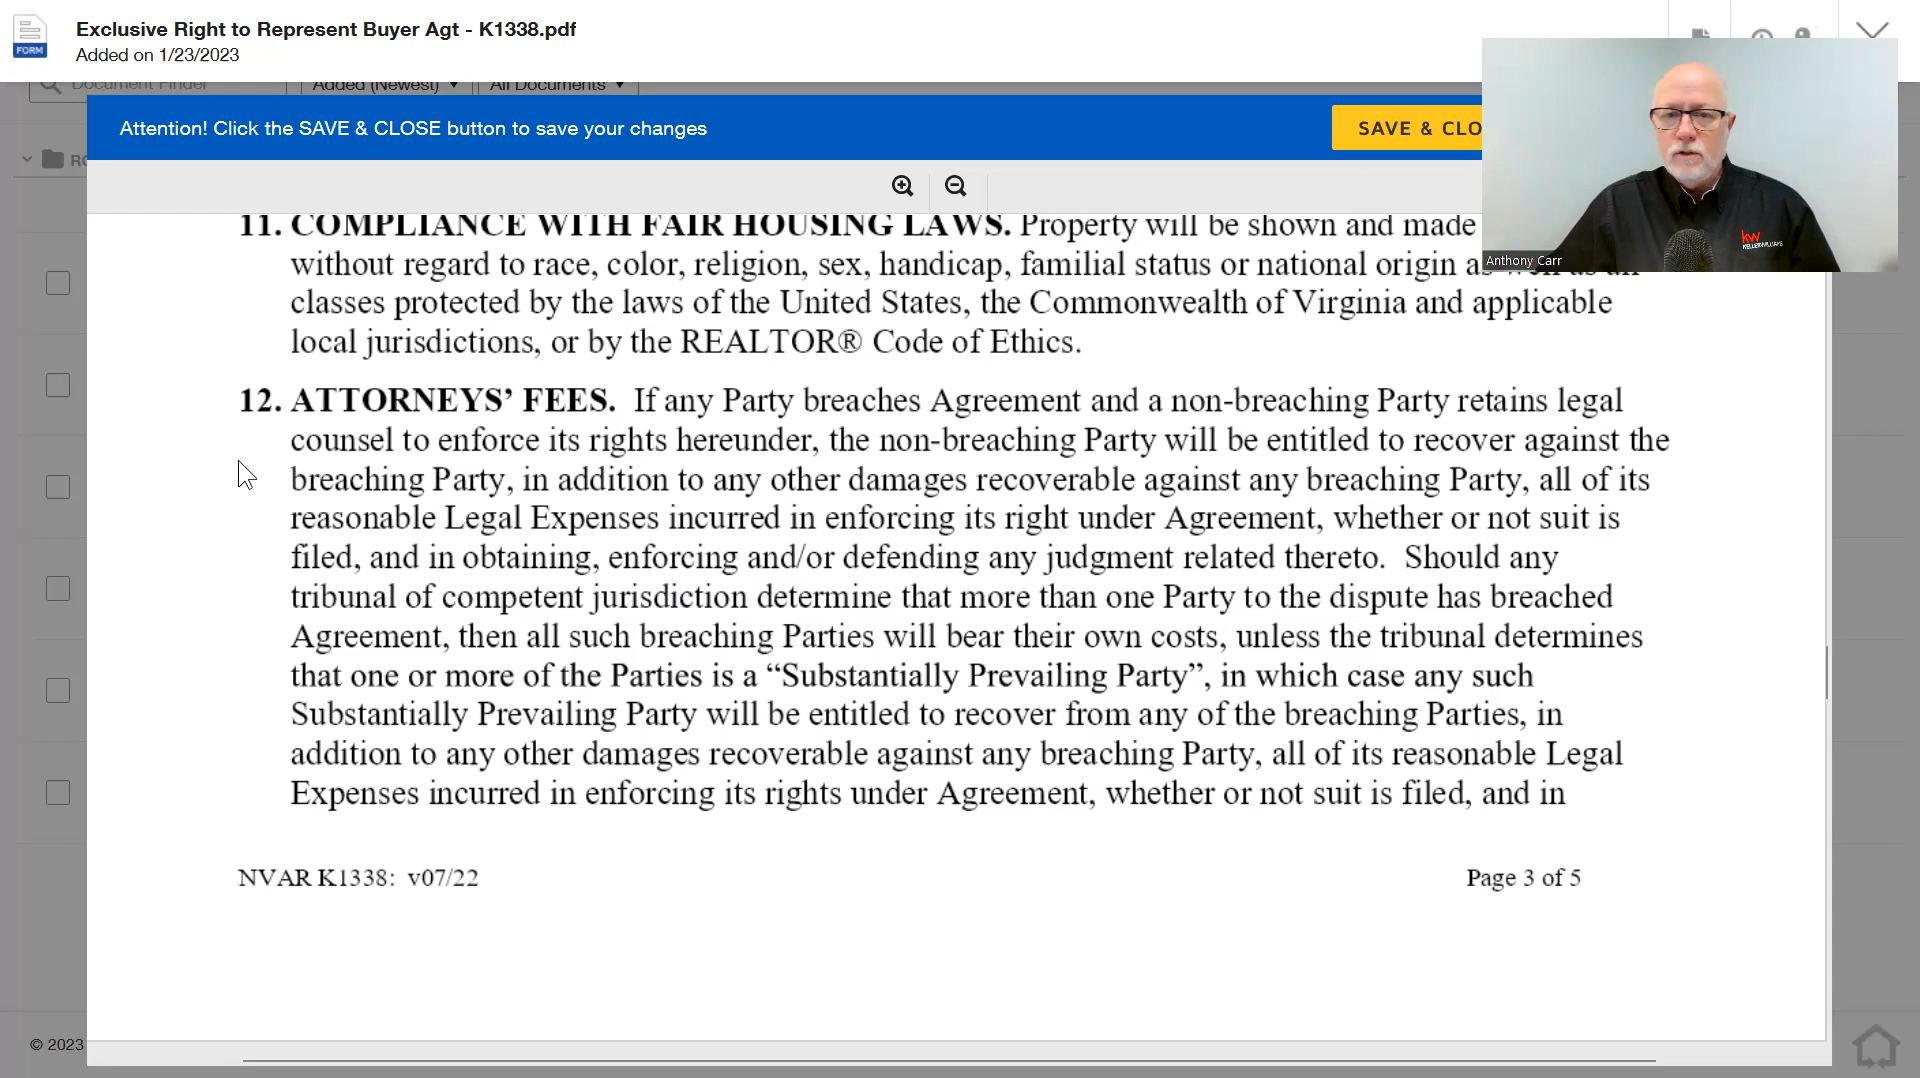 Exclusive Right to Represent Buyer Agt - K1338.pdf
FORM
Added on 1/23/2023
Document Finder
Added (Newest)
All Documents
Attention! Click the SAVE & CLOSE button to save your changes
SAVE & CLO
11. COMPLIANCE WITH FAIR HOUSING LAWS. Property will be shown and made
without regard to race, color, religion, sex, handicap, familial status or national origin as well as all
classes protected by the laws of the United States, the Commonwealth of Virginia and applicable
local jurisdictions, or by the REALTOR® Code of Ethics.
kw
KELLERWILLIAMS
Anthony Carr
12. ATTORNEYS’ FEES. If any Party breaches Agreement and a non-breaching Party retains legal
counsel to enforce its rights hereunder, the non-breaching Party will be entitled to recover against the
breaching Party, in addition to any other damages recoverable against any breaching Party, all of its
reasonable Legal Expenses incurred in enforcing its right under Agreement, whether or not suit is
filed, and in obtaining, enforcing and/or defending any judgment related thereto. Should any
tribunal of competent jurisdiction determine that more than one Party to the dispute has breached
Agreement, then all such breaching Parties will bear their own costs, unless the tribunal determines
that one or more of the Parties is a “Substantially Prevailing Party”, in which case any such
Substantially Prevailing Party will be entitled to recover from any of the breaching Parties, in
addition to any other damages recoverable against any breaching Party, all of its reasonable Legal
Expenses incurred in enforcing its rights under Agreement, whether or not suit is filed, and in
NVAR K1338: v07/22
Page 3 of 5
© 2023